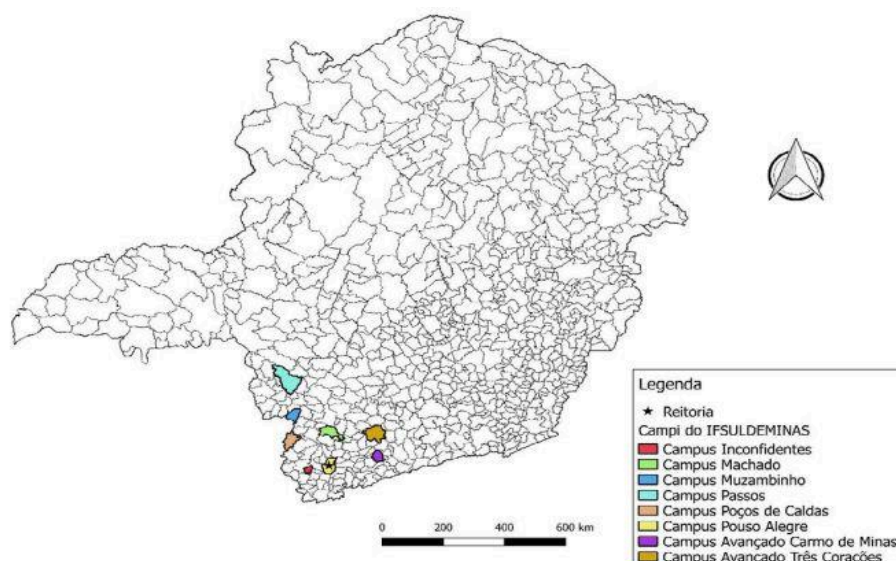 Legenda
★ Reitoria
Campi do IFSULDEMINAS
Campus Inconfidentes
Campus Machado
Campus Muzambinho
Campus Passos
Campus Poços de Caldas
Campus Pouso Alegre
Campus Avançado Carmo de Minas
Campus Avançado Três Corações
0 200 400 600 km